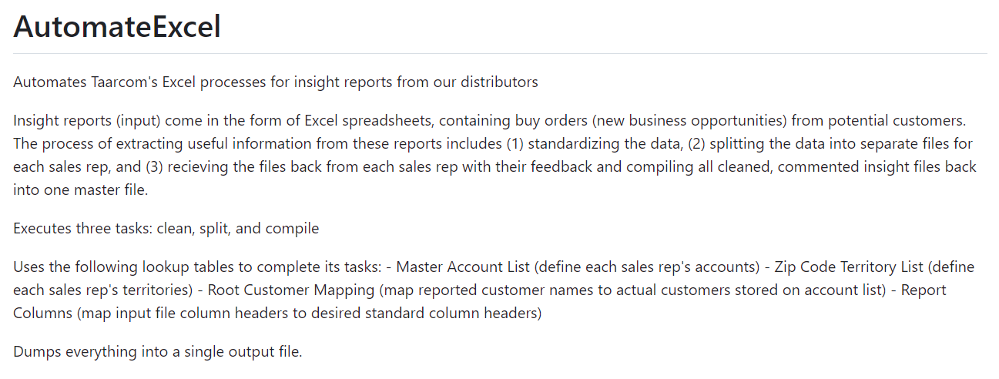 AutomateExcel
Automates Taarcom's Excel processes for insight reports from our distributors
Insight reports (input) come in the form of Excel spreadsheets, containing buy orders (new business opportunities) from potential customers.
The process of extracting useful information from these reports includes (1) standardizing the data, (2) splitting the data into separate files for
each sales rep, and (3) recieving the files back from each sales rep with their feedback and compiling all cleaned, commented insight files back
into one master file.
Executes three tasks: clean, split, and compile
Uses the following lookup tables to complete its tasks: - Master Account List (define each sales rep's accounts) - Zip Code Territory List (define
each sales rep's territories) - Root Customer Mapping (map reported customer names to actual customers stored on account list) - Report
Columns (map input file column headers to desired standard column headers)
Dumps everything into a single output file.